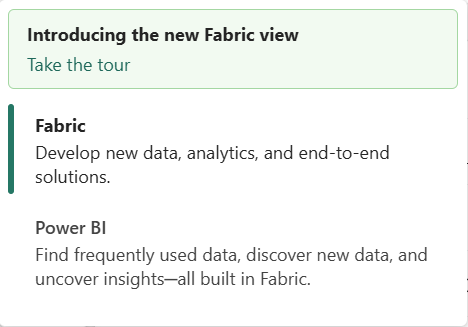 Introducing the new Fabric view
Take the tour
Fabric
Develop new data, analytics, and end-to-end
solutions.
Power BI
Find frequently used data, discover new data, and
uncover insights—all built in Fabric.